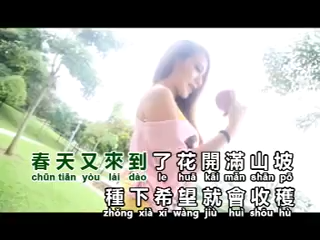 春天又來到了花開滿山坡
chūn tiān yòu lái dào le huā kāi mǎn shān pō
種下希望就會收穫
zhǒng xià xī wàng jiù huì shōu hù